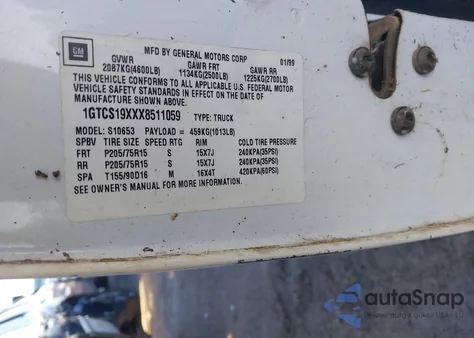 GM
MFD BY GENERAL MOTORS CORP 01/99
GVWR GAWR FRT GAWR RR
2087KG(4600LB) 1134KG(2500LB) 1225KG(2700LB)
THIS VEHICLE CONFORMS TO ALL APPLICABLE U.S. FEDERAL MOTOR
VEHICLE SAFETY STANDARDS IN EFFECT ON THE DATE OF
MANUFACTURE SHOWN ABOVE.
1GTCS19XXX8511059 TYPE: TRUCK
MODEL: S10653 PAYLOAD = 459KG(1013LB)
SPBV TIRE SIZE SPEED RTG RIM COLD TIRE PRESSURE
FRT P205/75R15 S 15X7J 240KPA(35PSI)
RR P205/75R15 S 15X7J 240KPA(35PSI)
SPA T155/90D16 M 16X4T 420KPA(60PSI)
SEE OWNER'S MANUAL FOR MORE INFORMATION.
autoSnap